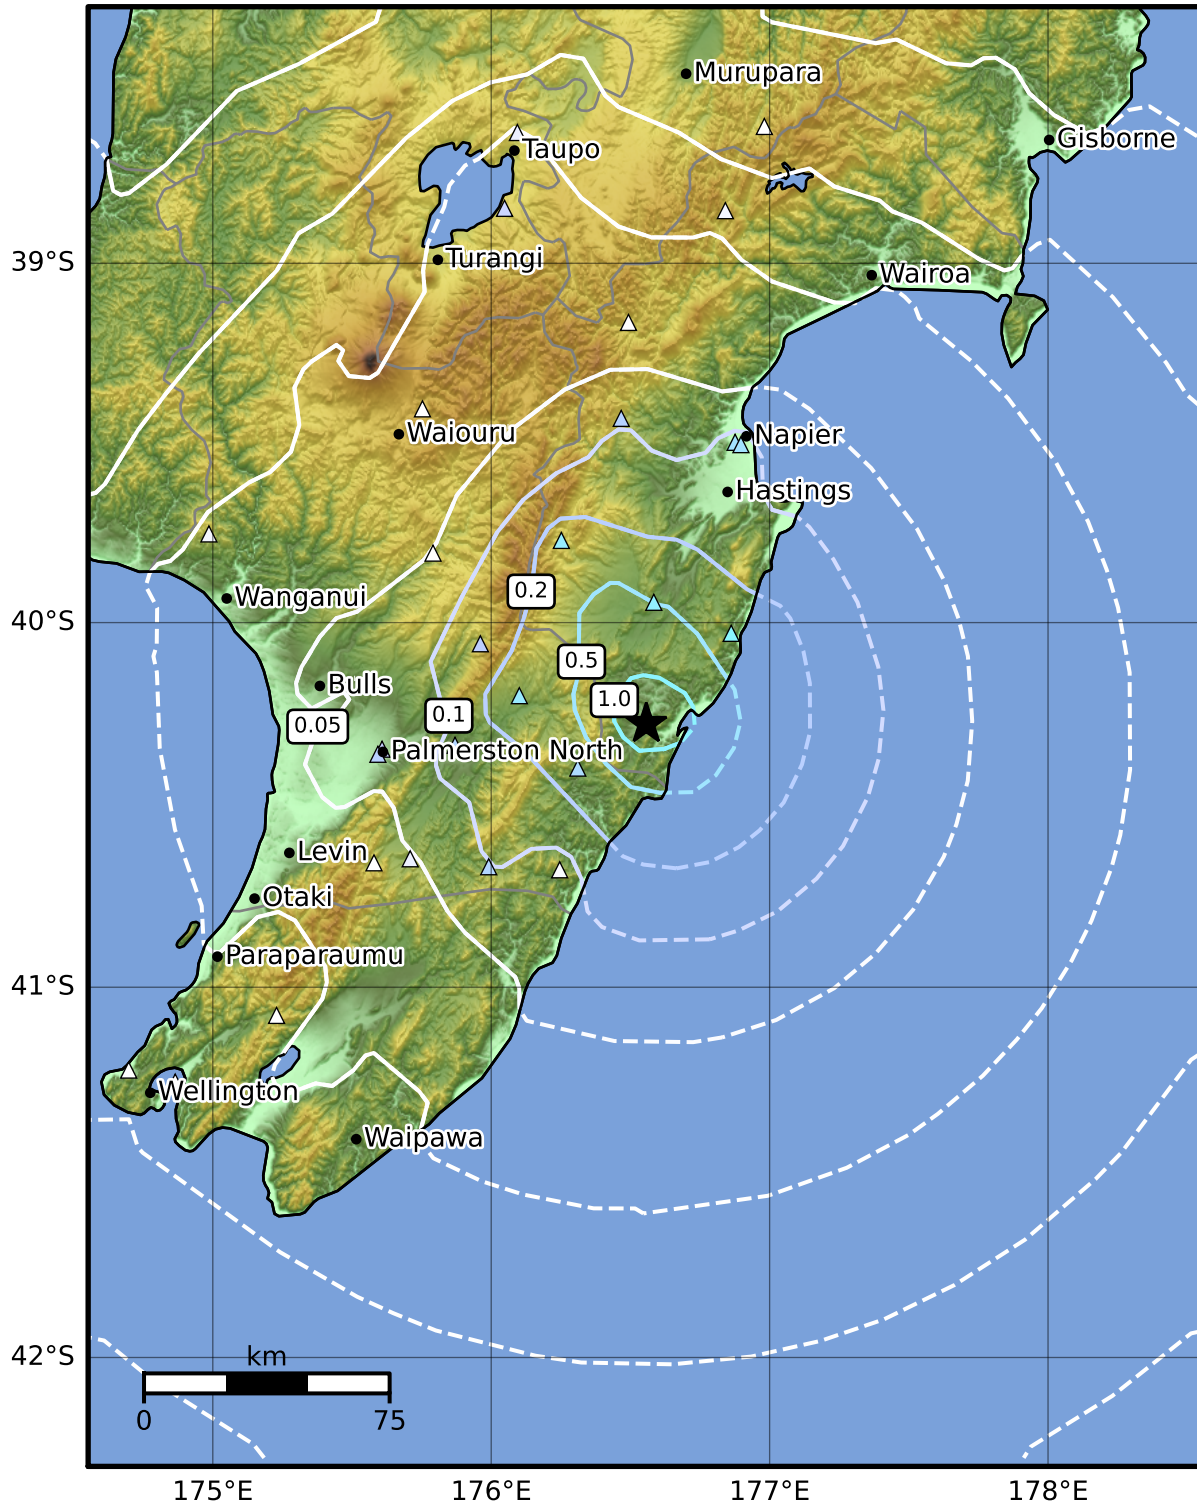 Murupara
Gisborne
Taupo
Turangi
39°S
Wairoa
Waiouru
Napier
Hastings
0.2
Wanganui
40°S
0.5
Bulls
1.0
0.1
0.05
Palmerston North
Levin
Otaki
Paraparaumu
41°S
Wellington
Waipawa
42°S
km
0
75
175°E
176°E
177°E
178°E